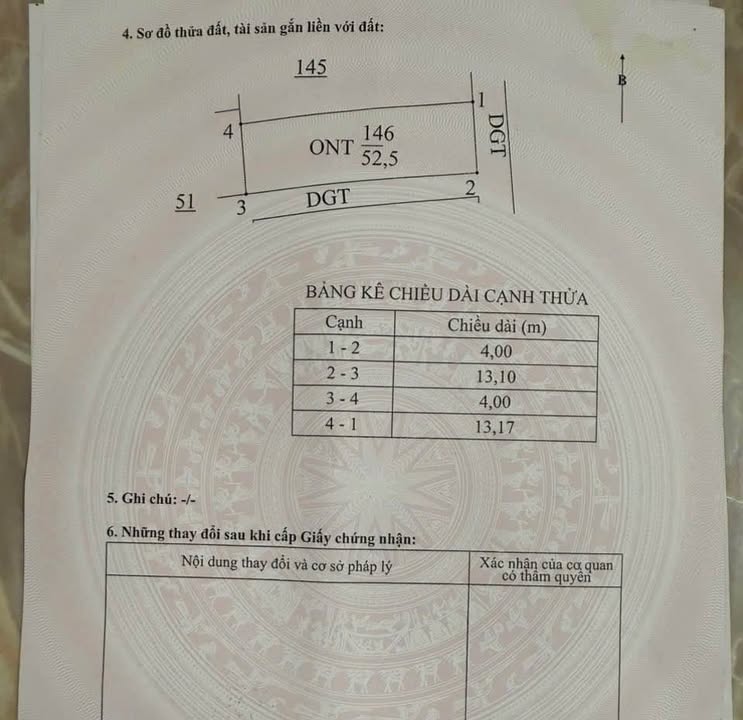 4. Sơ đồ thửa đất, tài sản gắn liền với đất:
145
B
1
4
ONT 146
52,5
DGT
51
3
DGT
2
BẢNG KÊ CHIỀU DÀI CẠNH THỬA
Cạnh Chiều dài (m)
1 - 2 4,00
2 - 3 13,10
3 - 4 4,00
4 - 1 13,17
5. Ghi chú: -/-
6. Những thay đổi sau khi cấp Giấy chứng nhận:
Nội dung thay đổi và cơ sở pháp lý
Xác nhận của cơ quan
có thẩm quyền